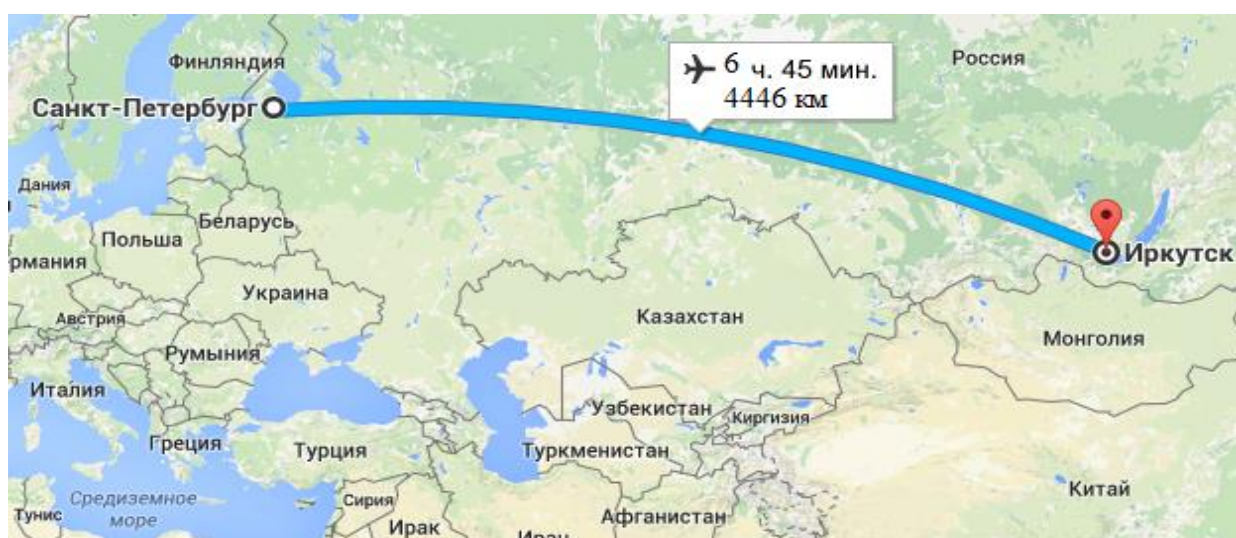 Финляндия
6 ч. 45 мин.
4446 км
Россия
Санкт-Петербург
Дания
Беларусь
Польша
Иркутск
Украина
Австрия
Казахстан
Монголия
Румыния
Италия
Узбекистан
Киргизия
Греция
Турция
Туркменистан
Китай
Средиземное
море
Сирия
Тунис
Афганистан
Ирак